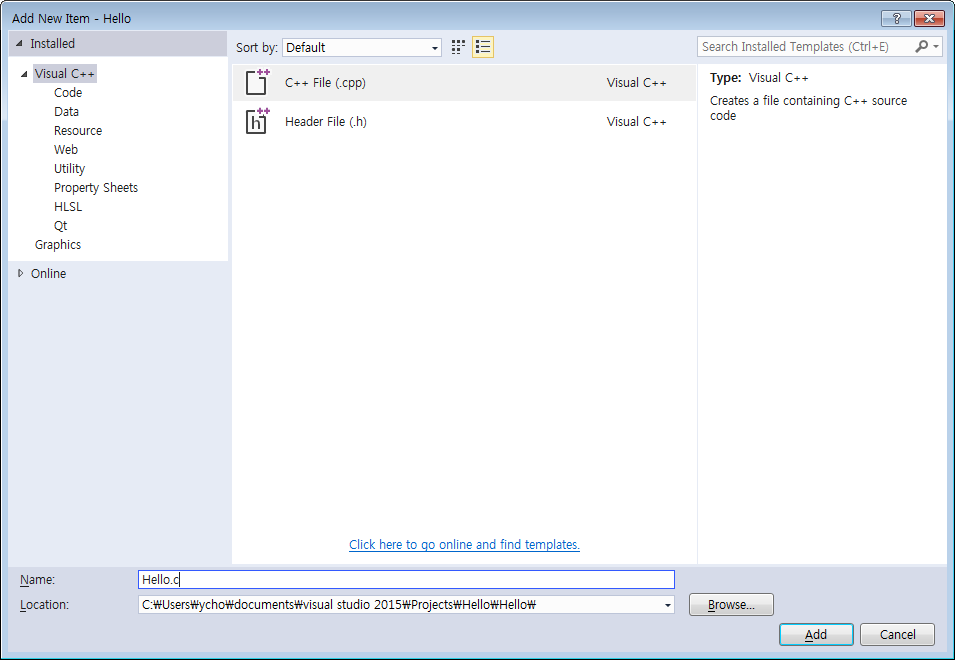 Add New Item - Hello
Installed
Sort by: Default
Search Installed Templates (Ctrl+E)
Visual C++
Code
Data
Resource
Web
Utility
Property Sheets
HLSL
Qt
Graphics
Online
C++ File (.cpp) Visual C++
Header File (.h) Visual C++
Type: Visual C++
Creates a file containing C++ source
code
Click here to go online and find templates.
Name: Hello.c
Location: C:₩Users₩ycho₩documents₩visual studio 2015₩Projects₩Hello₩Hello₩
Browse...
Add Cancel